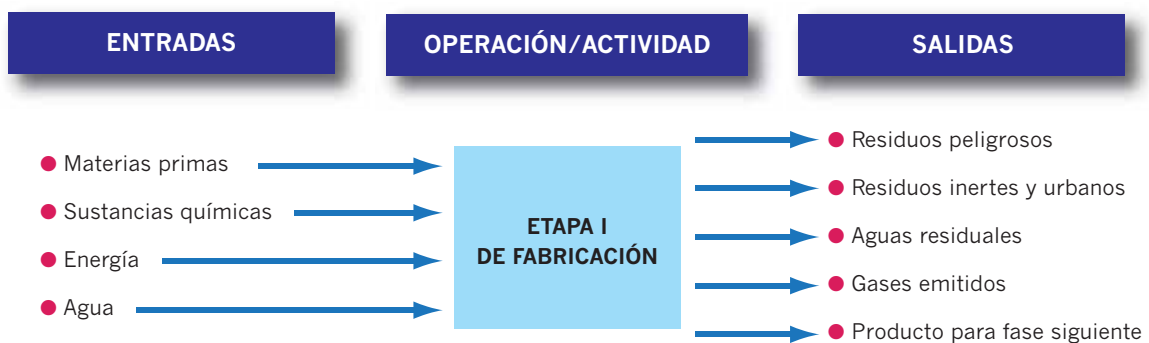 ENTRADAS
OPERACIÓN/ACTIVIDAD
SALIDAS
Materias primas
Sustancias químicas
Energía
Agua
ETAPA I
DE FABRICACIÓN
Residuos peligrosos
Residuos inertes y urbanos
Aguas residuales
Gases emitidos
Producto para fase siguiente